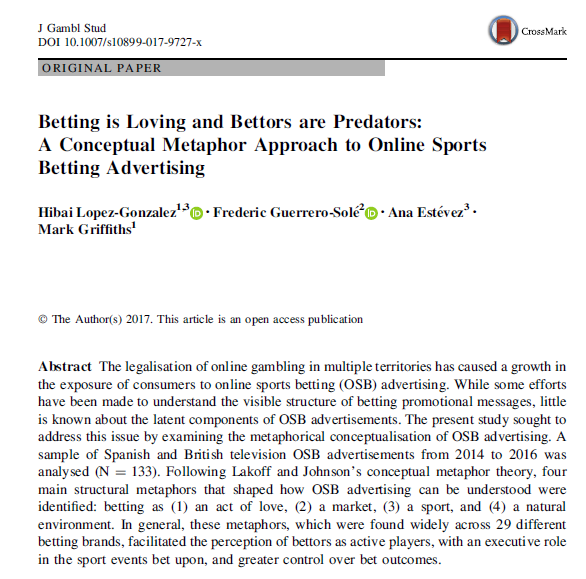 J Gambl Stud
DOI 10.1007/s10899-017-9727-x
CrossMark
ORIGINAL PAPER
Betting is Loving and Bettors are Predators:
A Conceptual Metaphor Approach to Online Sports
Betting Advertising
Hibai Lopez-Gonzalez1,3 iD · Frederic Guerrero-Solé2 iD · Ana Estévez3 ·
Mark Griffiths1
© The Author(s) 2017. This article is an open access publication
Abstract The legalisation of online gambling in multiple territories has caused a growth in
the exposure of consumers to online sports betting (OSB) advertising. While some efforts
have been made to understand the visible structure of betting promotional messages, little
is known about the latent components of OSB advertisements. The present study sought to
address this issue by examining the metaphorical conceptualisation of OSB advertising. A
sample of Spanish and British television OSB advertisements from 2014 to 2016 was
analysed (N = 133). Following Lakoff and Johnson's conceptual metaphor theory, four
main structural metaphors that shaped how OSB advertising can be understood were
identified: betting as (1) an act of love, (2) a market, (3) a sport, and (4) a natural
environment. In general, these metaphors, which were found widely across 29 different
betting brands, facilitated the perception of bettors as active players, with an executive role
in the sport events bet upon, and greater control over bet outcomes.